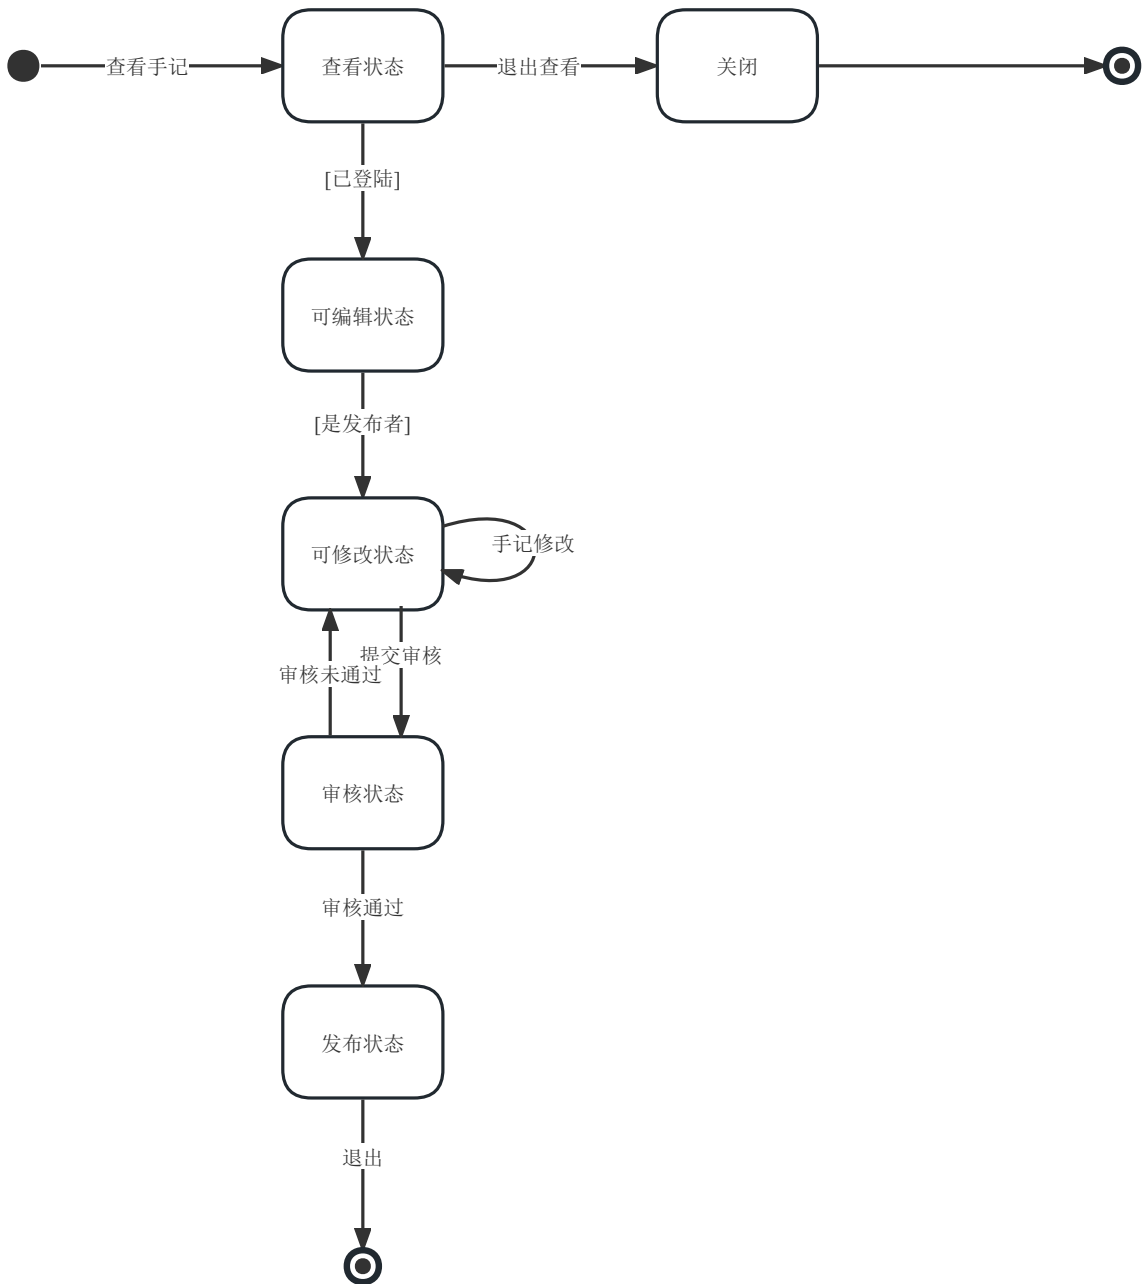 查看手记
查看状态
退出查看
关闭
[已登陆]
可编辑状态
[是发布者]
可修改状态
手记修改
提交审核
审核未通过
审核状态
审核通过
发布状态
退出